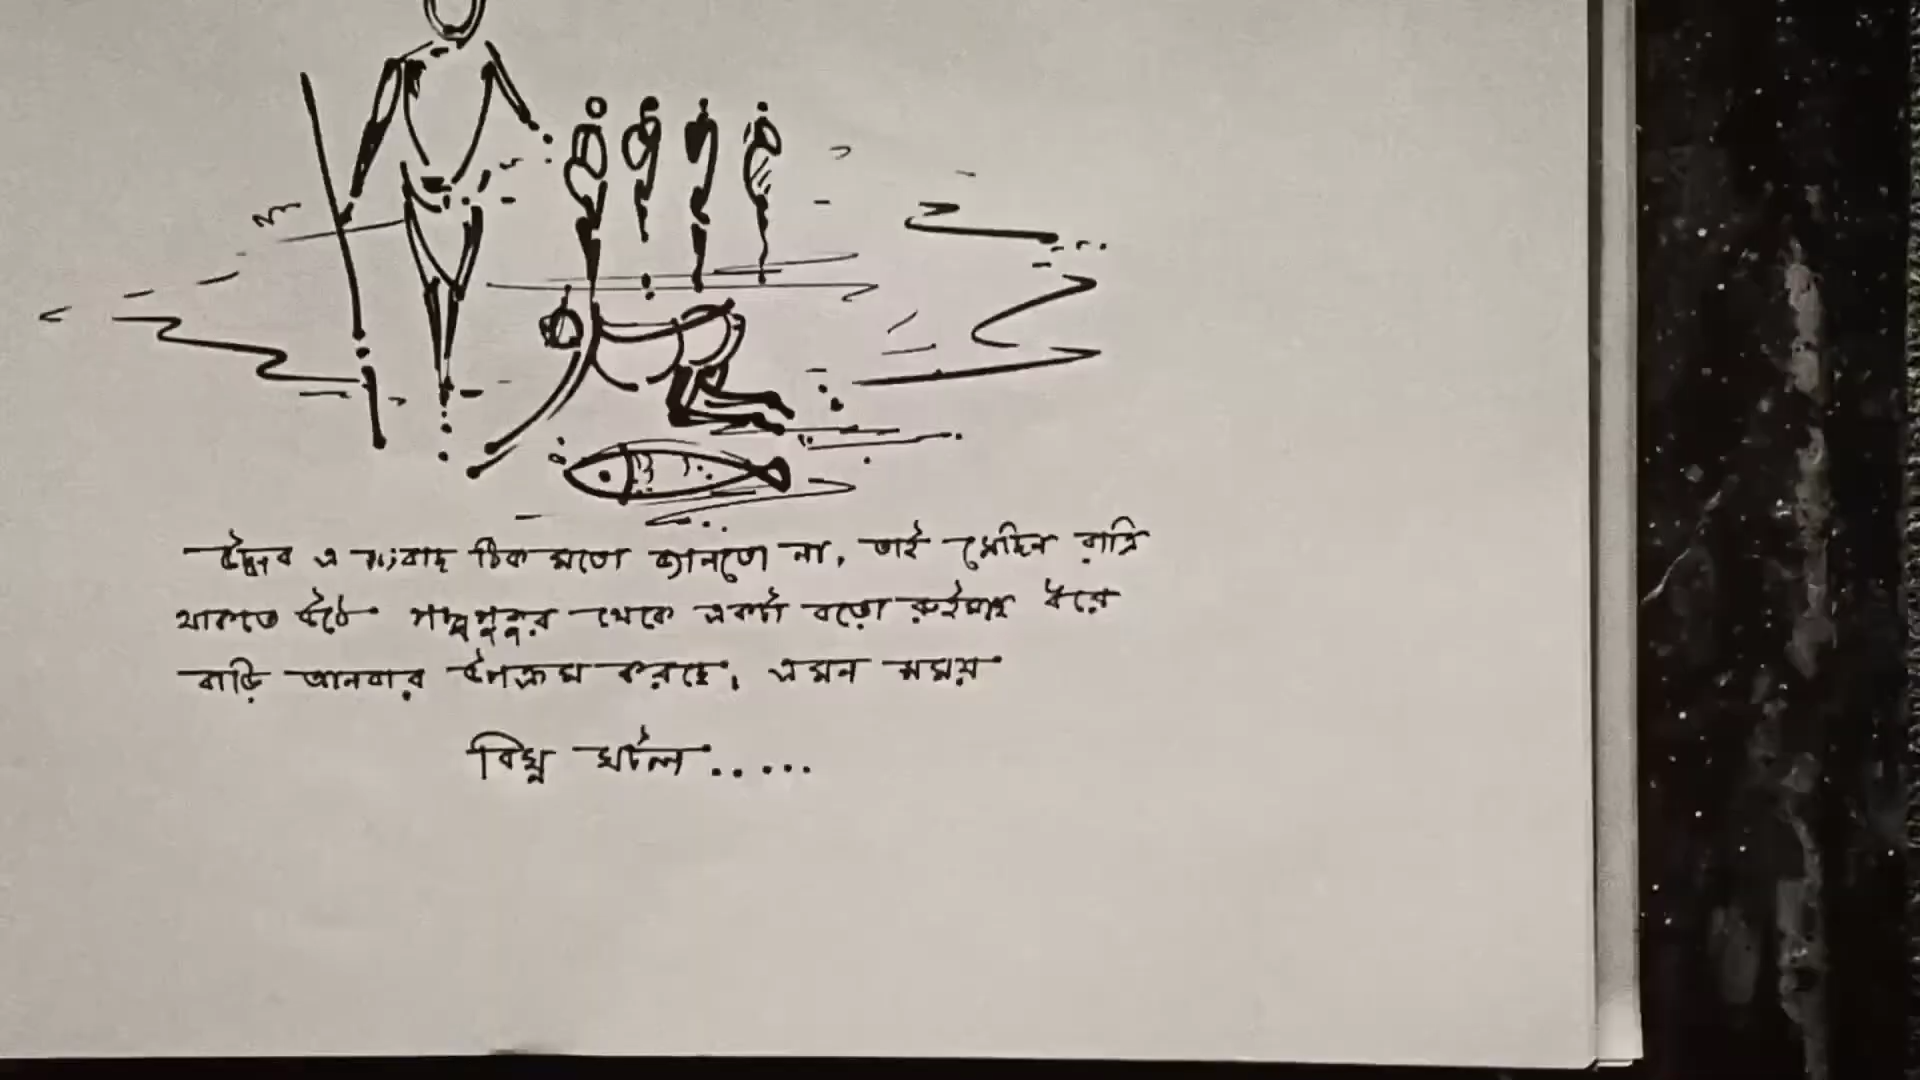 উদ্ধব এ সংবাদ ঠিক মতো জানতো না, তাই সেদিন রাত্রি
থাকতে উঠে পদ্মপুকুর থেকে একটা বড়ো রুইমাছ ধরে
বাড়ি আনবার উপক্রম করছে, এমন সময়
বিঘ্ন ঘটল.....